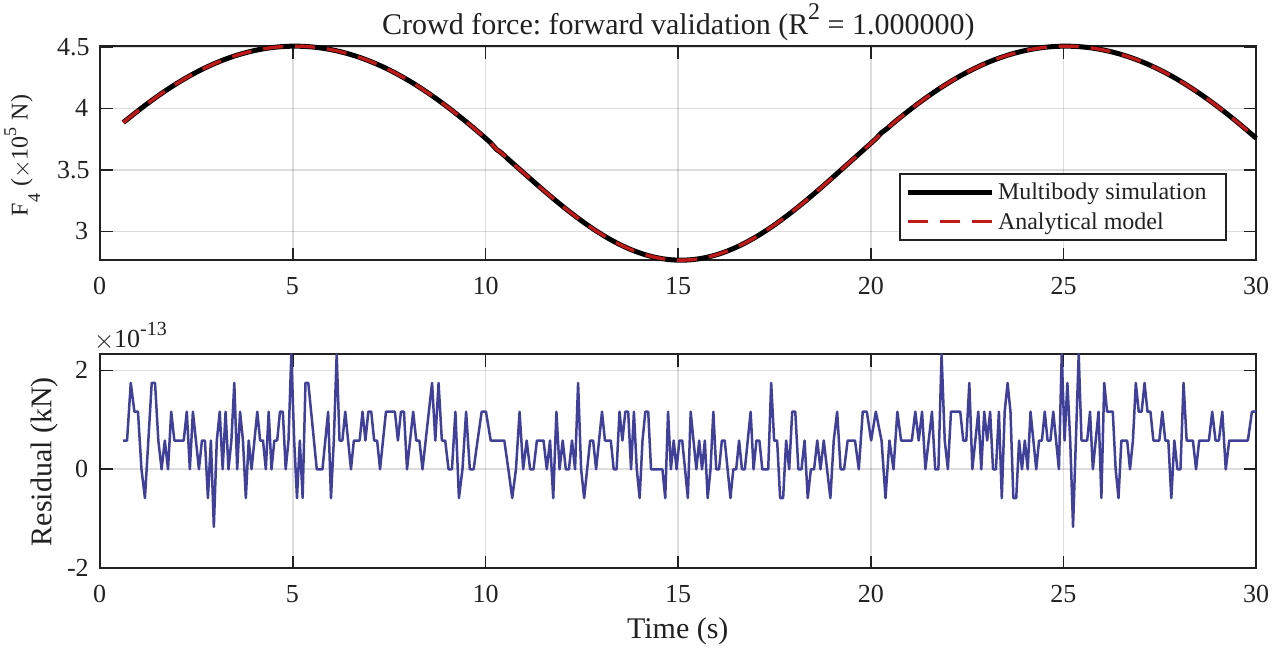 Crowd force: forward validation (R² = 1.000000)
4.5
4
3.5
3
F₄ (×10⁵ N)
Multibody simulation
Analytical model
0 5 10 15 20 25 30
×10⁻¹³
2
0
-2
Residual (kN)
0 5 10 15 20 25 30
Time (s)